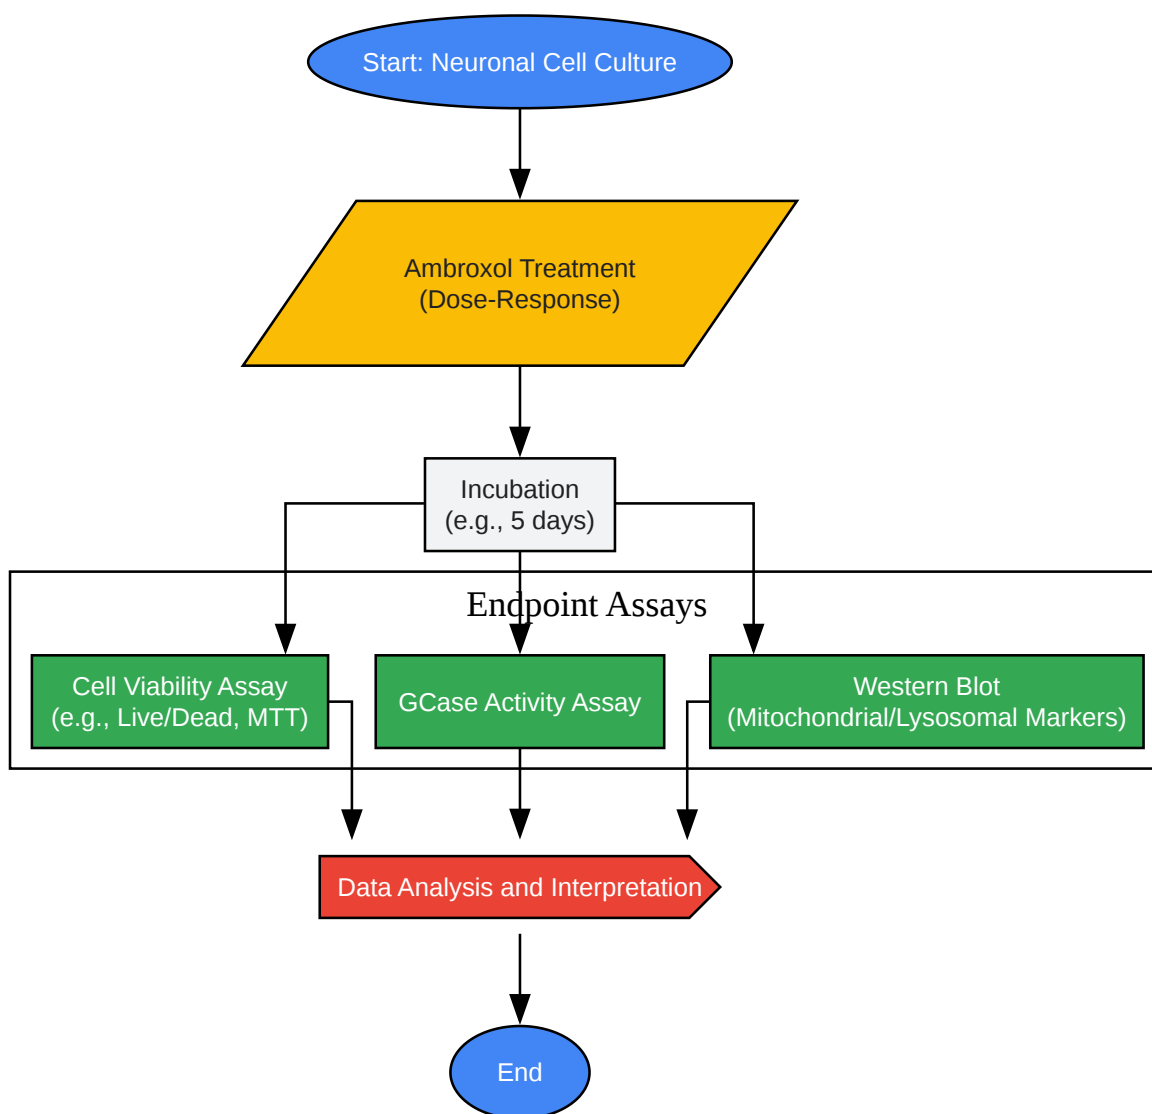 Start: Neuronal Cell Culture
Ambroxol Treatment
(Dose-Response)
Incubation
(e.g., 5 days)
Endpoint Assays
Cell Viability Assay
(e.g., Live/Dead, MTT)
GCase Activity Assay
Western Blot
(Mitochondrial/Lysosomal Markers)
Data Analysis and Interpretation
End